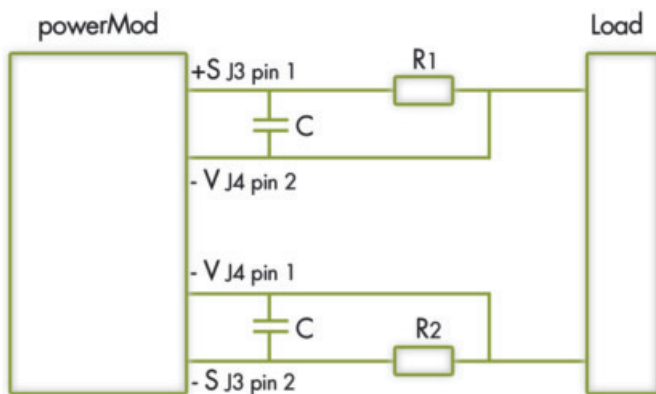 powerMod
Load
+S J3 pin 1
R1
C
- V J4 pin 2
- V J4 pin 1
C
R2
- S J3 pin 2